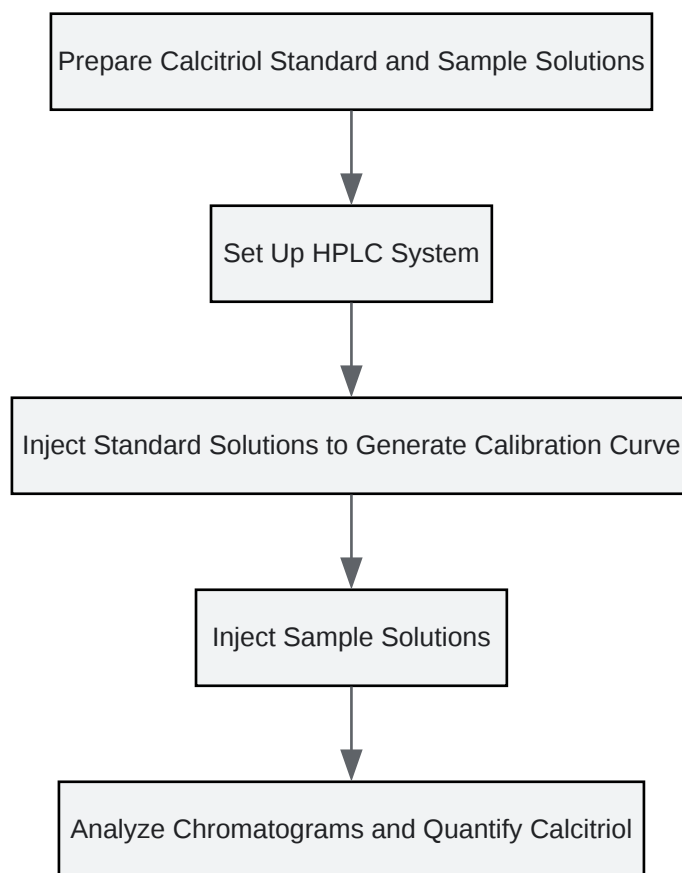 Prepare Calcitriol Standard and Sample Solutions
Set Up HPLC System
Inject Standard Solutions to Generate Calibration Curve
Inject Sample Solutions
Analyze Chromatograms and Quantify Calcitriol